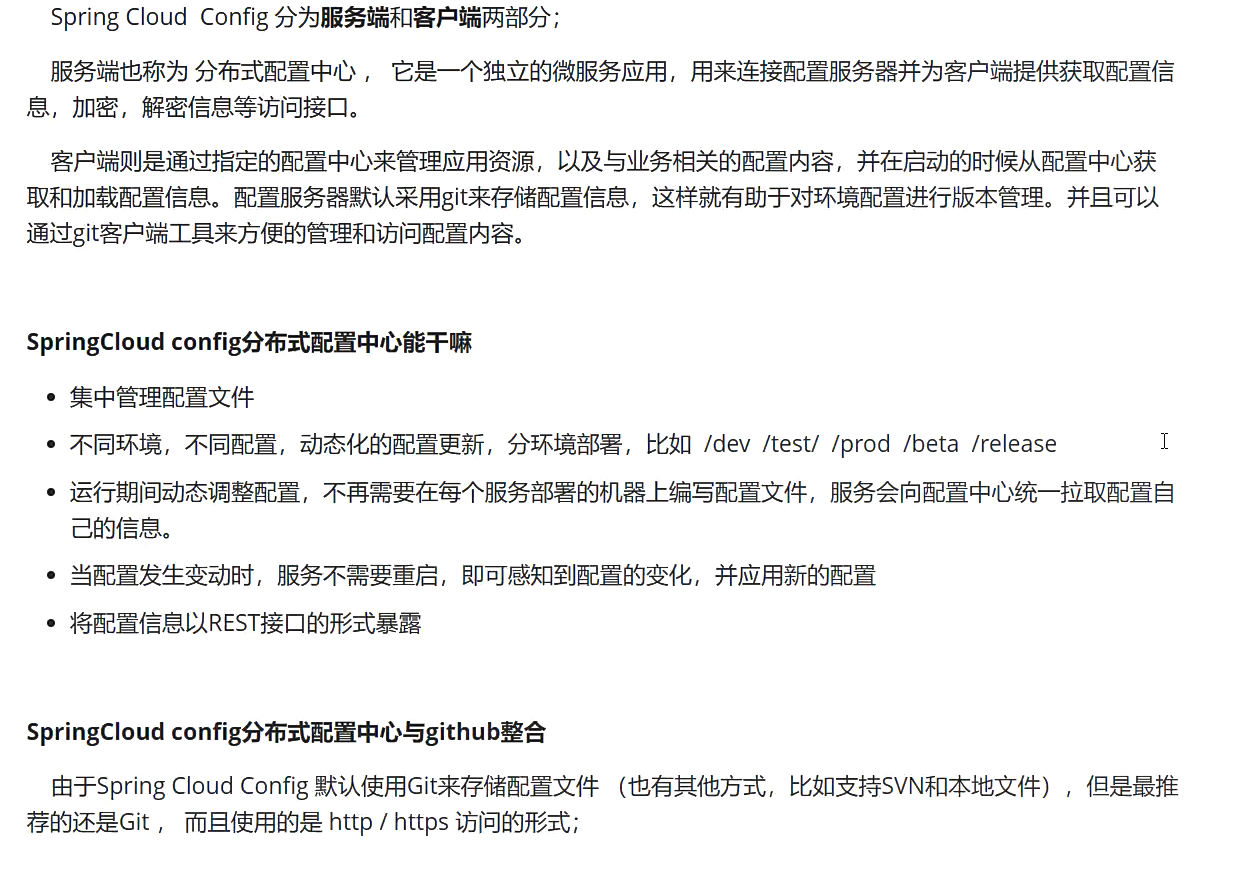 Spring Cloud  Config 分为服务端和客户端两部分；
服务端也称为 分布式配置中心 ， 它是一个独立的微服务应用，用来连接配置服务器并为客户端提供获取配置信
息，加密，解密信息等访问接口。
客户端则是通过指定的配置中心来管理应用资源，以及与业务相关的配置内容，并在启动的时候从配置中心获
取和加载配置信息。配置服务器默认采用git来存储配置信息，这样就有助于对环境配置进行版本管理。并且可以
通过git客户端工具来方便的管理和访问配置内容。
SpringCloud config分布式配置中心能干嘛
• 集中管理配置文件
• 不同环境，不同配置，动态化的配置更新，分环境部署，比如  /dev  /test/  /prod  /beta  /release
• 运行期间动态调整配置，不再需要在每个服务部署的机器上编写配置文件，服务会向配置中心统一拉取配置自
己的信息。
• 当配置发生变动时，服务不需要重启，即可感知到配置的变化，并应用新的配置
• 将配置信息以REST接口的形式暴露
SpringCloud config分布式配置中心与github整合
由于Spring Cloud Config 默认使用Git来存储配置文件 （也有其他方式，比如支持SVN和本地文件），但是最推
荐的还是Git ， 而且使用的是 http / https 访问的形式；